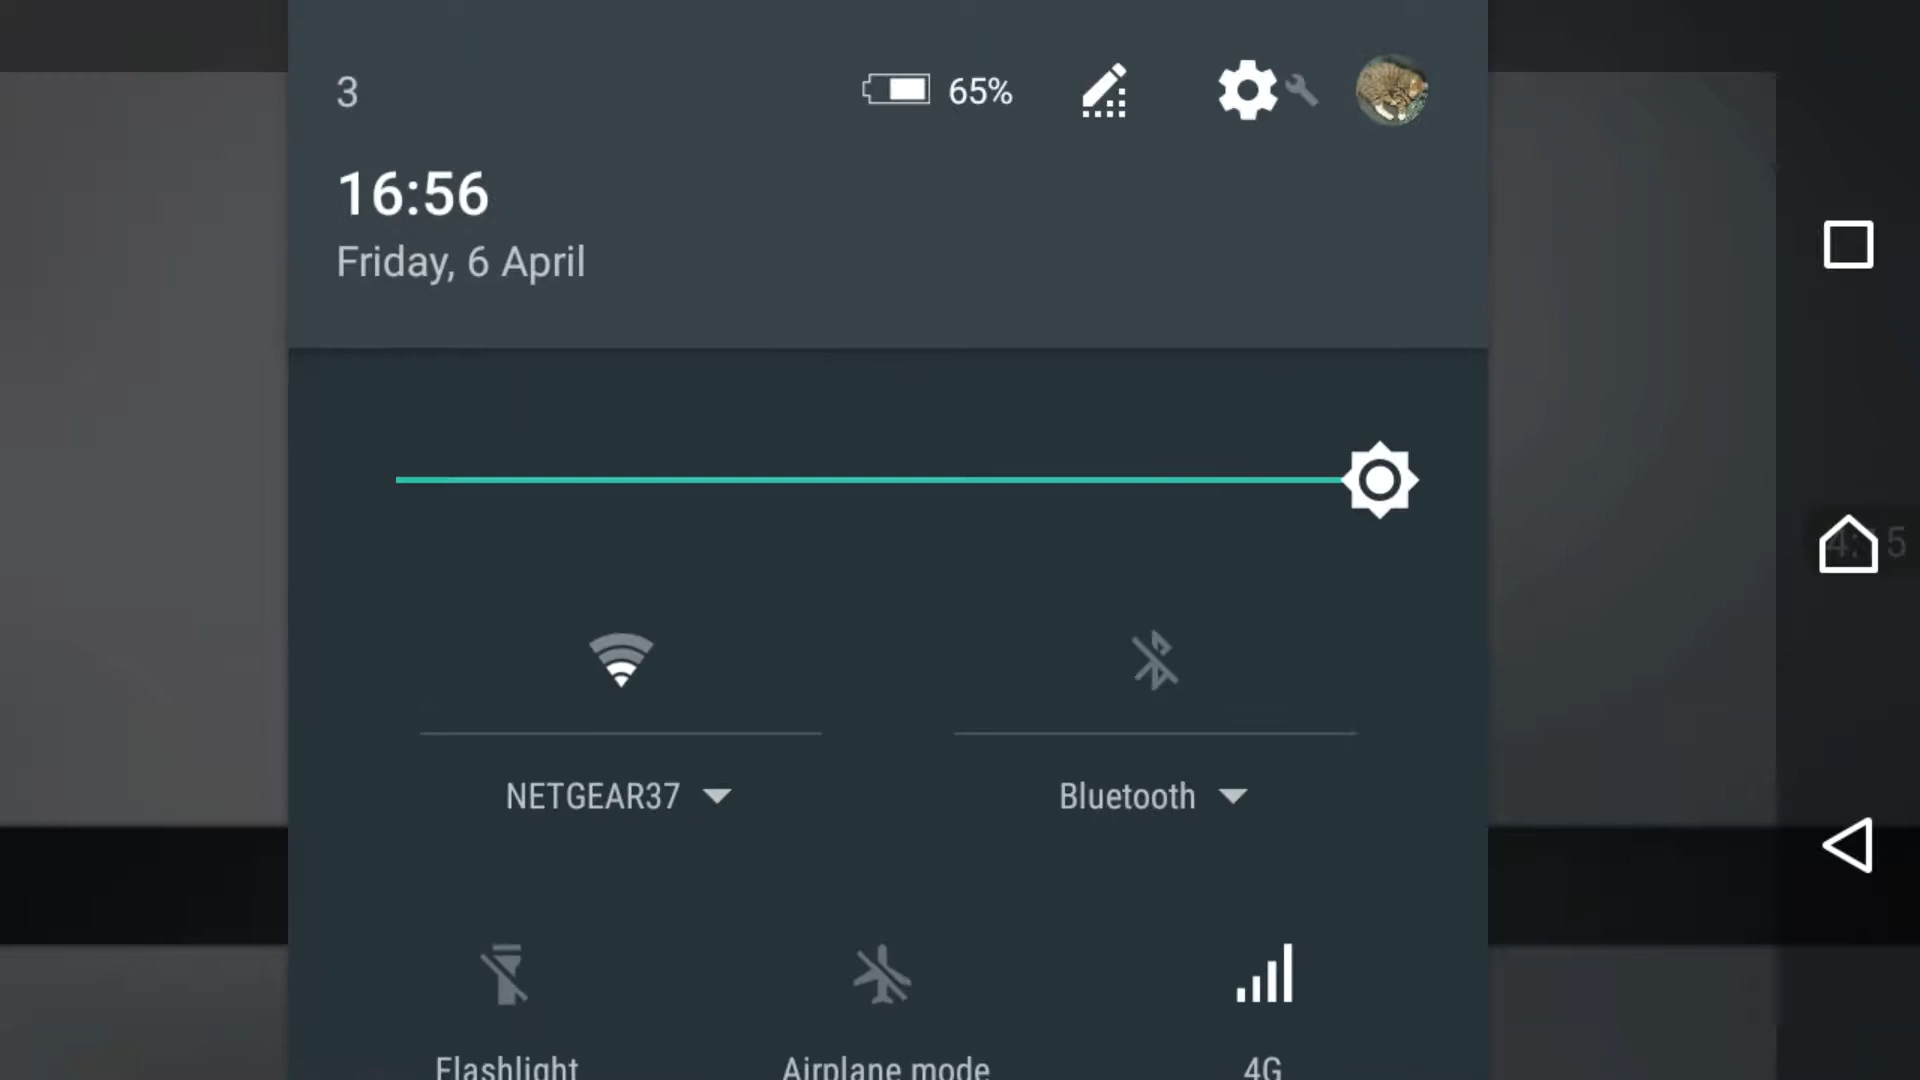 3
65%
16:56
Friday, 6 April
NETGEAR37
Bluetooth
Flashlight
Airplane mode
4G